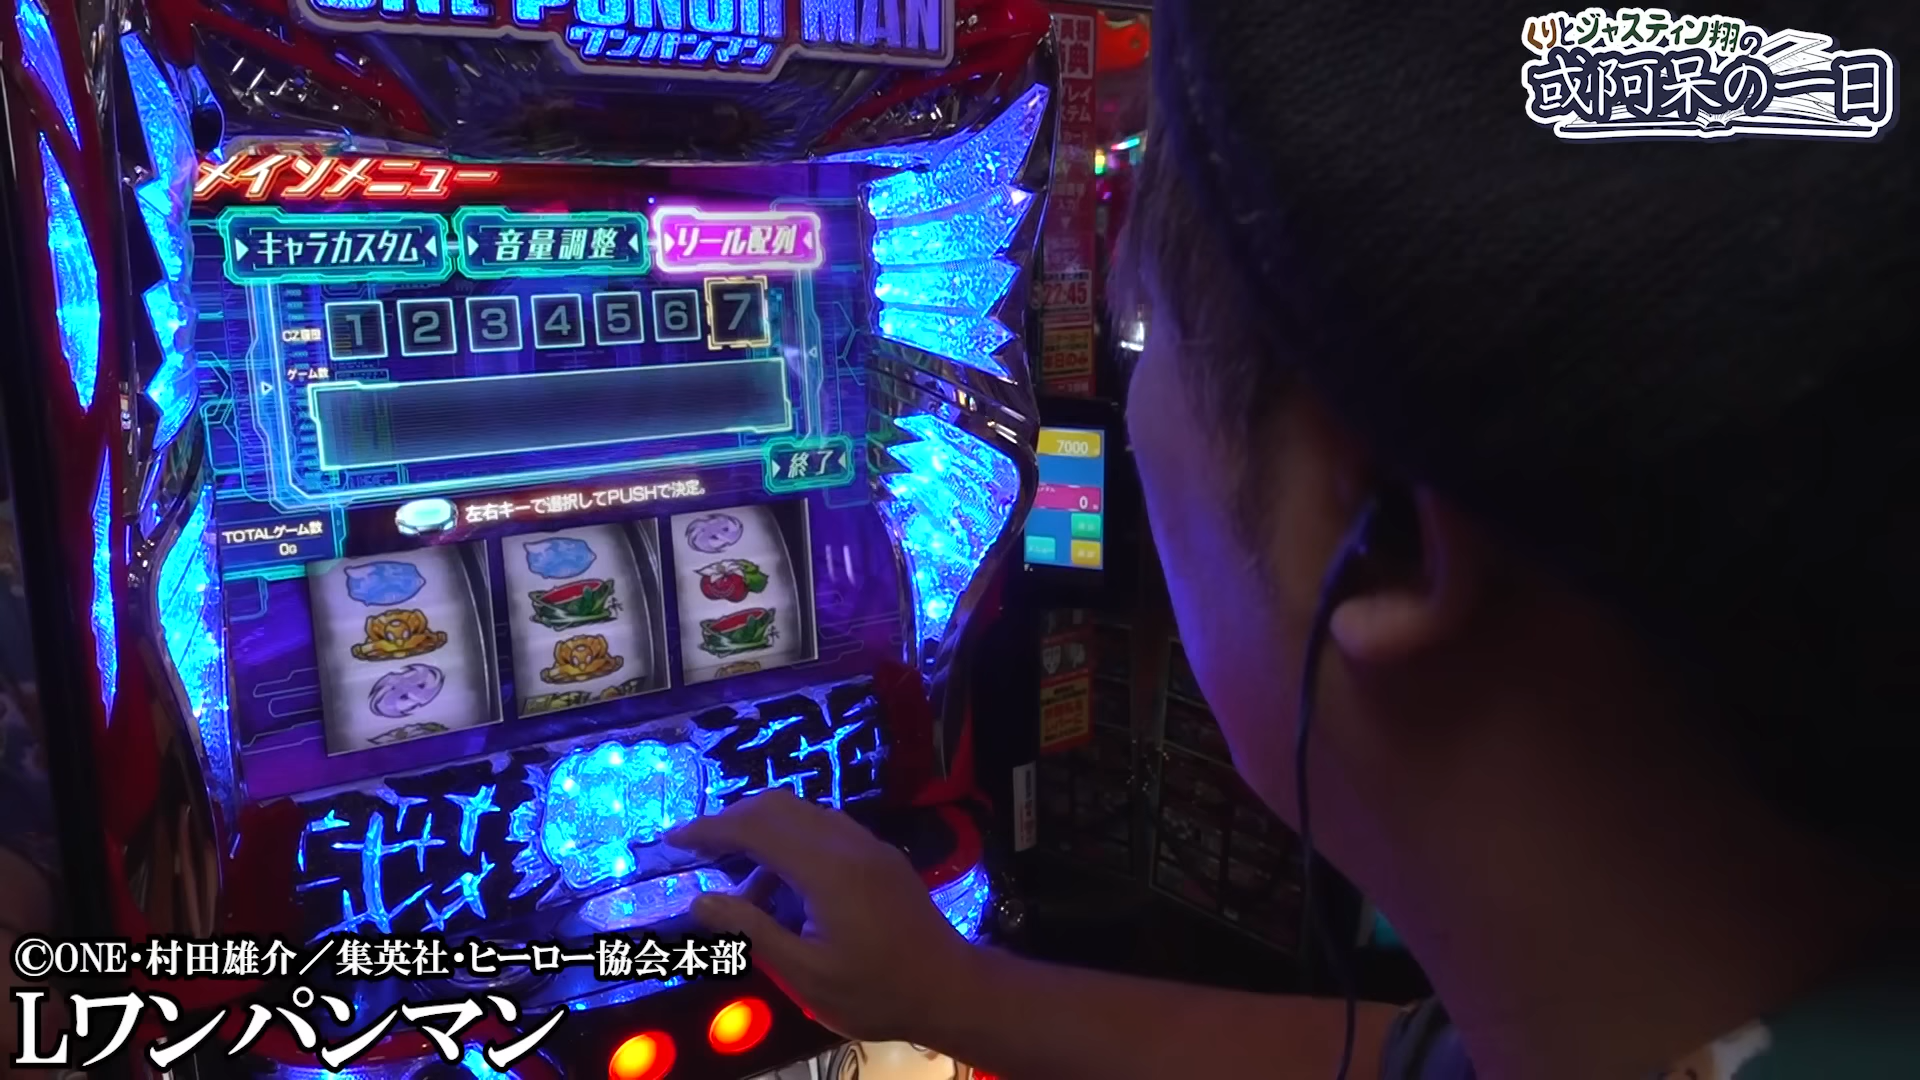 ONE PUNCH MAN
ワンパンマン
くりとジャスティン翔の
或阿呆の一日
メインメニュー
キャラカスタム
音量調整
リール配列
1 2 3 4 5 6 7
ゲーム数
終了
左右キーで選択してPUSHで決定。
TOTALゲーム数
0G
22:45
7000
0
©ONE・村田雄介／集英社・ヒーロー協会本部
Lワンパンマン